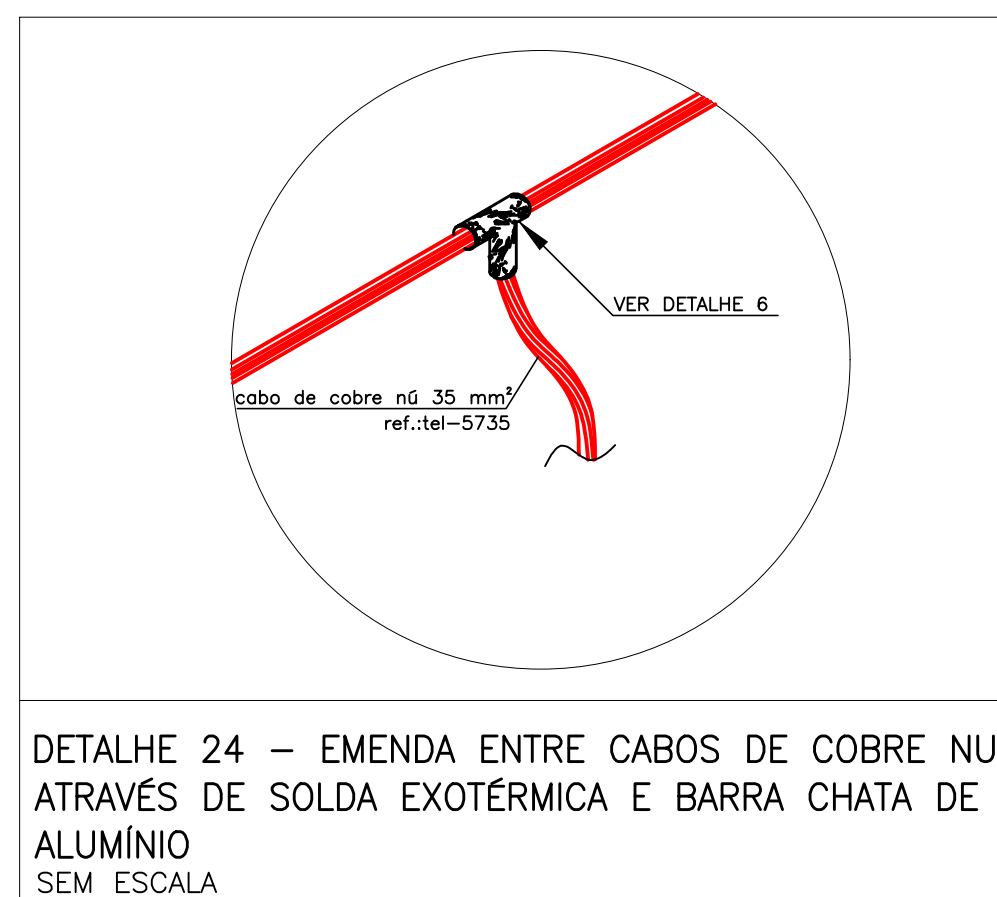 VER DETALHE 6
cabo de cobre nú 35 mm²
ref.:tel-5735
DETALHE 24 – EMENDA ENTRE CABOS DE COBRE NU
ATRAVÉS DE SOLDA EXOTÉRMICA E BARRA CHATA DE
ALUMÍNIO
SEM ESCALA